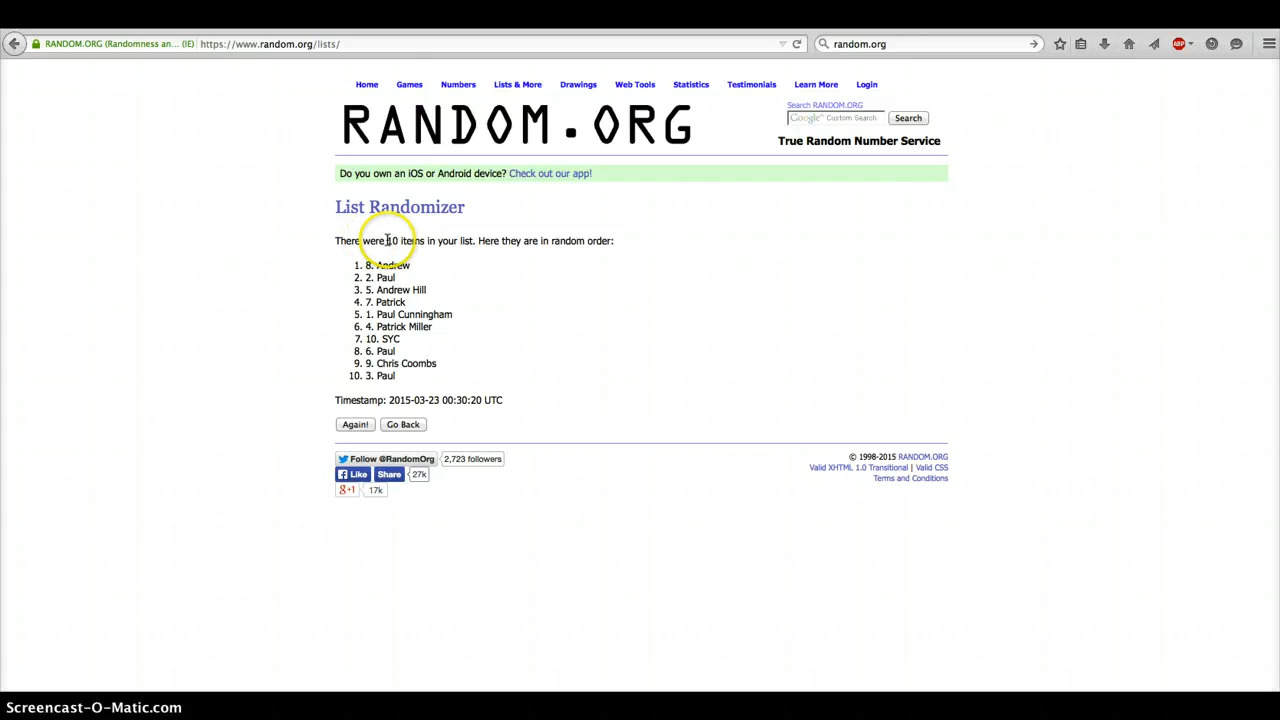 RANDOM.ORG (Randomness an... (IE) https://www.random.org/lists/ random.org ABP
Home Games Numbers Lists & More Drawings Web Tools Statistics Testimonials Learn More Login
RANDOM.ORG
Search RANDOM.ORG
Google™ Custom Search Search
True Random Number Service
Do you own an iOS or Android device? Check out our app!
List Randomizer
There were 10 items in your list. Here they are in random order:
1. 8. Andrew
2. 2. Paul
3. 5. Andrew Hill
4. 7. Patrick
5. 1. Paul Cunningham
6. 4. Patrick Miller
7. 10. SYC
8. 6. Paul
9. 9. Chris Coombs
10. 3. Paul
Timestamp: 2015-03-23 00:30:20 UTC
Again! Go Back
Follow @RandomOrg 2,723 followers
Like Share 27k
g+1 17k
© 1998-2015 RANDOM.ORG
Valid XHTML 1.0 Transitional | Valid CSS
Terms and Conditions
Screencast-O-Matic.com